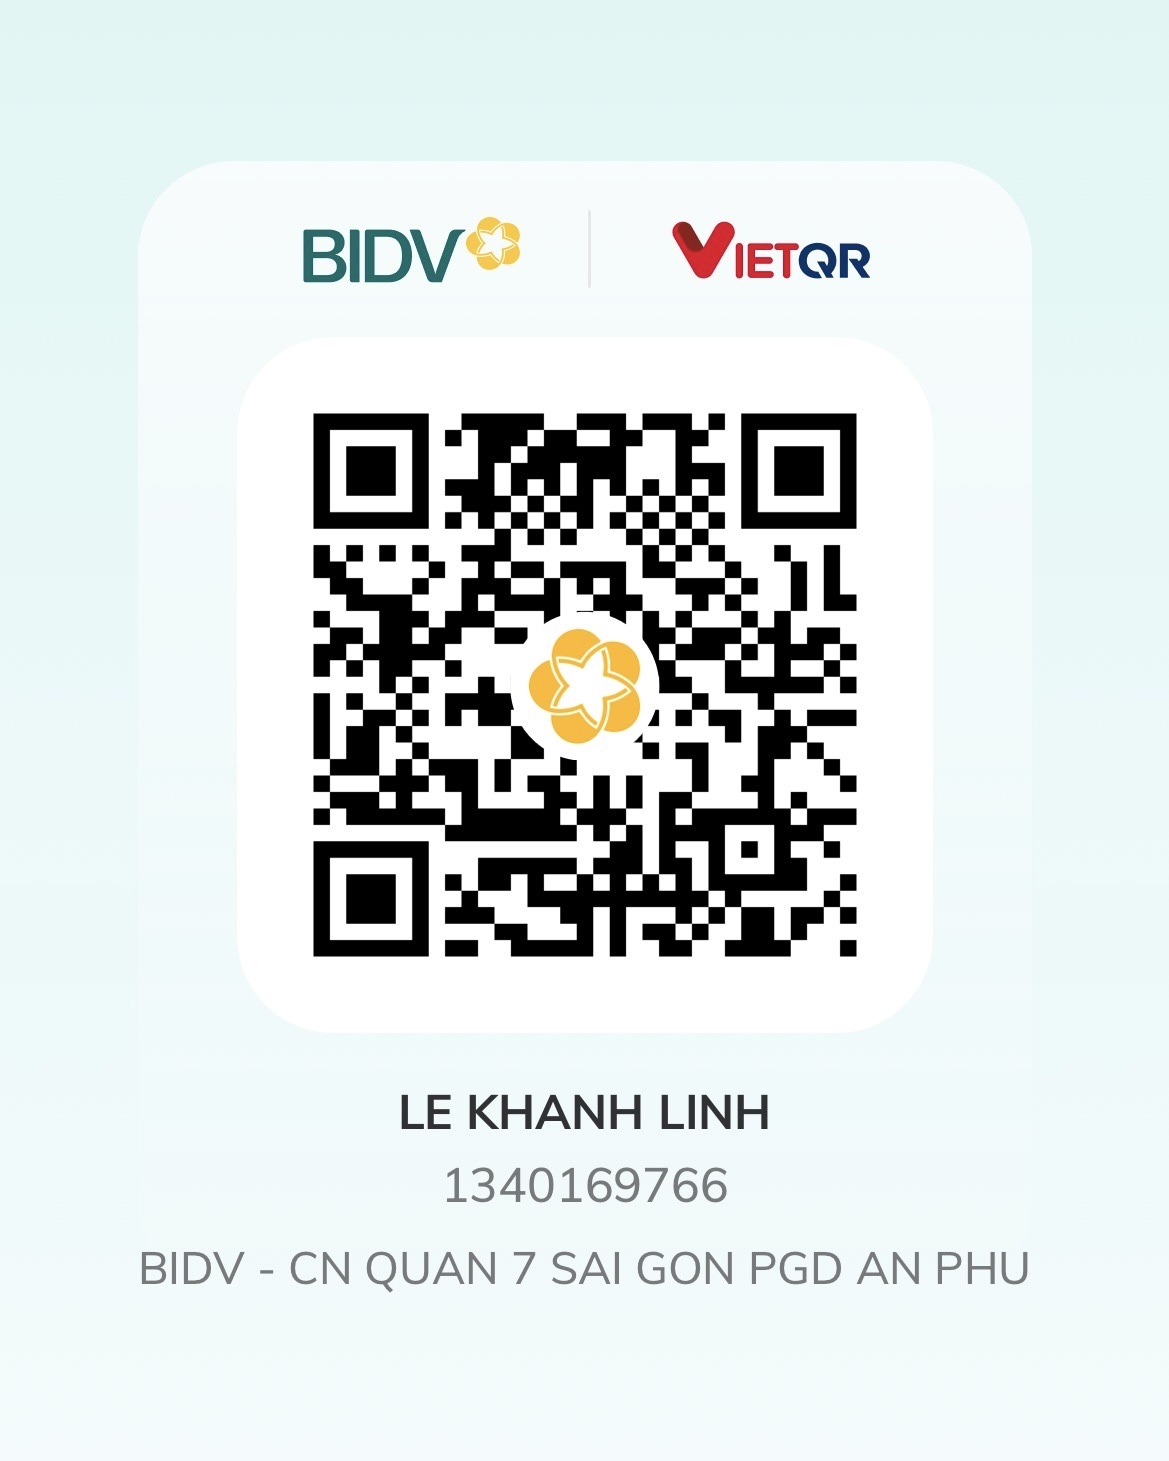 BIDV
VIETQR
LE KHANH LINH
1340169766
BIDV - CN QUAN 7 SAI GON PGD AN PHU